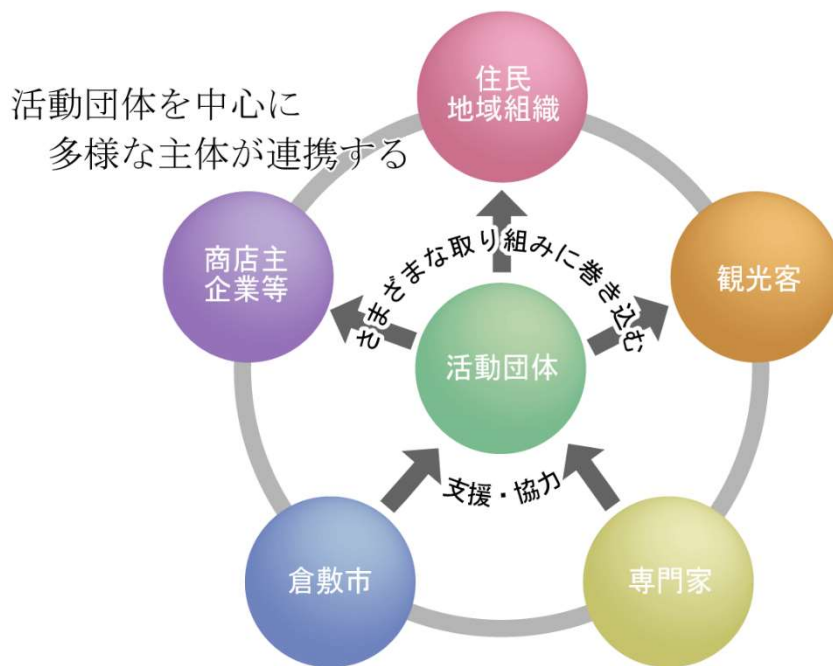 活動団体を中心に
多様な主体が連携する
住民
地域組織
商店主
企業等
観光客
さまざまな取り組みに巻き込む
活動団体
支援・協力
倉敷市
専門家